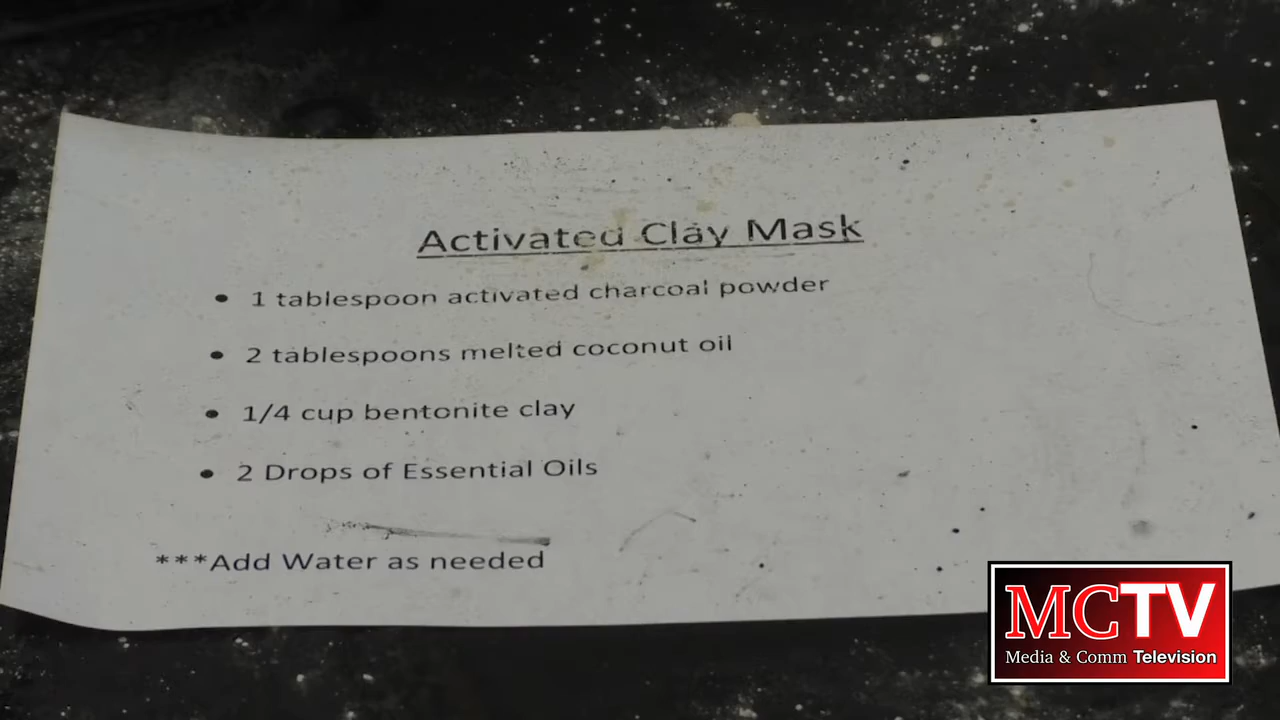 Activated Clay Mask
• 1 tablespoon activated charcoal powder
• 2 tablespoons melted coconut oil
• 1/4 cup bentonite clay
• 2 Drops of Essential Oils
***Add Water as needed
MCTV
Media & Comm Television